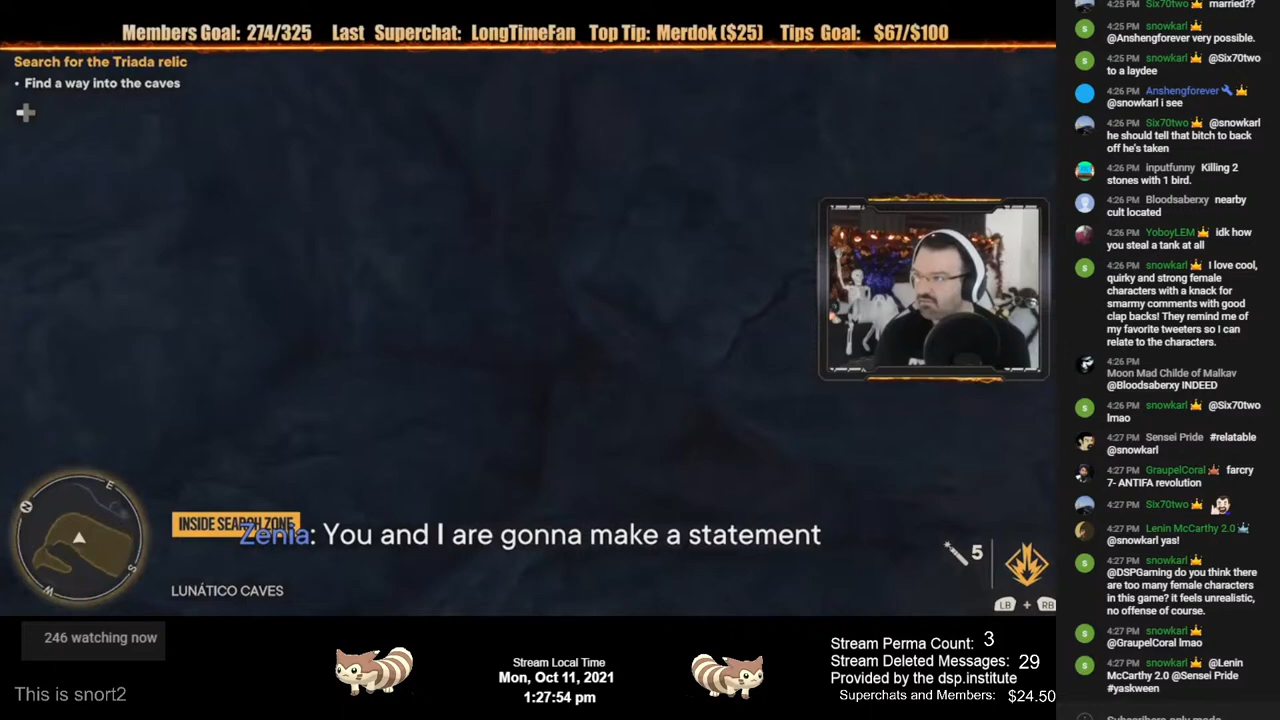 Members Goal: 274/325 Last Superchat: LongTimeFan Top Tip: Merdok ($25) Tips Goal: $67/$100
Search for the Triada relic
• Find a way into the caves
INSIDE SEARCH ZONE
Zenia: You and I are gonna make a statement
LUNÁTICO CAVES
N
E
S
W
5
LB + RB
246 watching now
This is snort2
Stream Local Time
Mon, Oct 11, 2021
1:27:54 pm
Stream Perma Count: 3
Stream Deleted Messages: 29
Provided by the dsp.institute
Superchats and Members: $24.50
4:25 PM Six70two married??
4:25 PM snowkarl
@Anshengforever very possible.
4:25 PM snowkarl @Six70two
to a laydee
4:26 PM Anshengforever
@snowkarl i see
4:26 PM Six70two @snowkarl
he should tell that bitch to back
off he's taken
4:26 PM inputfunny Killing 2
stones with 1 bird.
4:26 PM Bloodsaberxy nearby
cult located
4:26 PM YoboyLEM idk how
you steal a tank at all
4:26 PM snowkarl I love cool,
quirky and strong female
characters with a knack for
smarmy comments with good
clap backs! They remind me of
my favorite tweeters so I can
relate to the characters.
4:26 PM
Moon Mad Childe of Malkav
@Bloodsaberxy INDEED
4:26 PM snowkarl @Six70two
lmao
4:27 PM Sensei Pride #relatable
@snowkarl
4:27 PM GraupelCoral farcry
7- ANTIFA revolution
4:27 PM Six70two
4:27 PM Lenin McCarthy 2.0
@snowkarl yas!
4:27 PM snowkarl
@DSPGaming do you think there
are too many female characters
in this game? it feels unrealistic,
no offense of course.
4:27 PM snowkarl
@GraupelCoral lmao
4:27 PM snowkarl @Lenin
McCarthy 2.0 @Sensei Pride
#yaskween